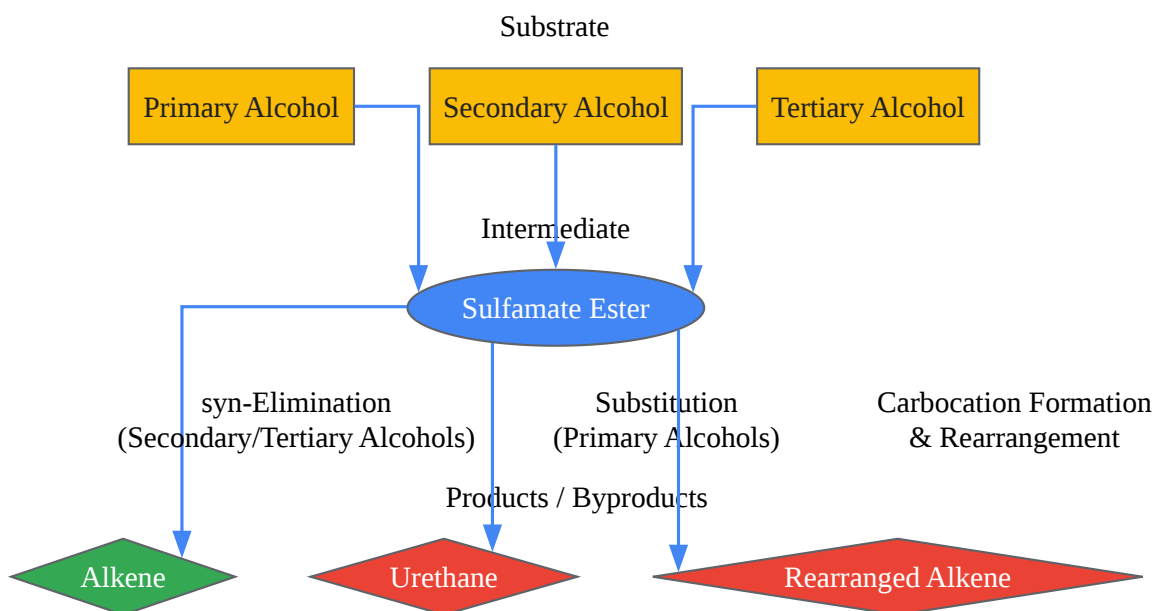 Substrate
Primary Alcohol
Secondary Alcohol
Tertiary Alcohol
Intermediate
Sulfamate Ester
syn-Elimination
(Secondary/Tertiary Alcohols)
Substitution
(Primary Alcohols)
Carbocation Formation
& Rearrangement
Products / Byproducts
Alkene
Urethane
Rearranged Alkene